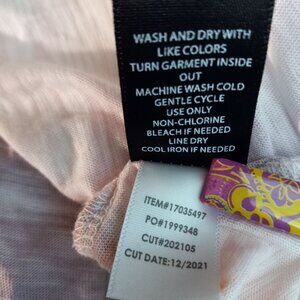 WASH AND DRY WITH
LIKE COLORS
TURN GARMENT INSIDE
OUT
MACHINE WASH COLD
GENTLE CYCLE
USE ONLY
NON-CHLORINE
BLEACH IF NEEDED
LINE DRY
COOL IRON IF NEEDED
ITEM#17035497
PO#1999348
CUT#202105
CUT DATE:12/2021